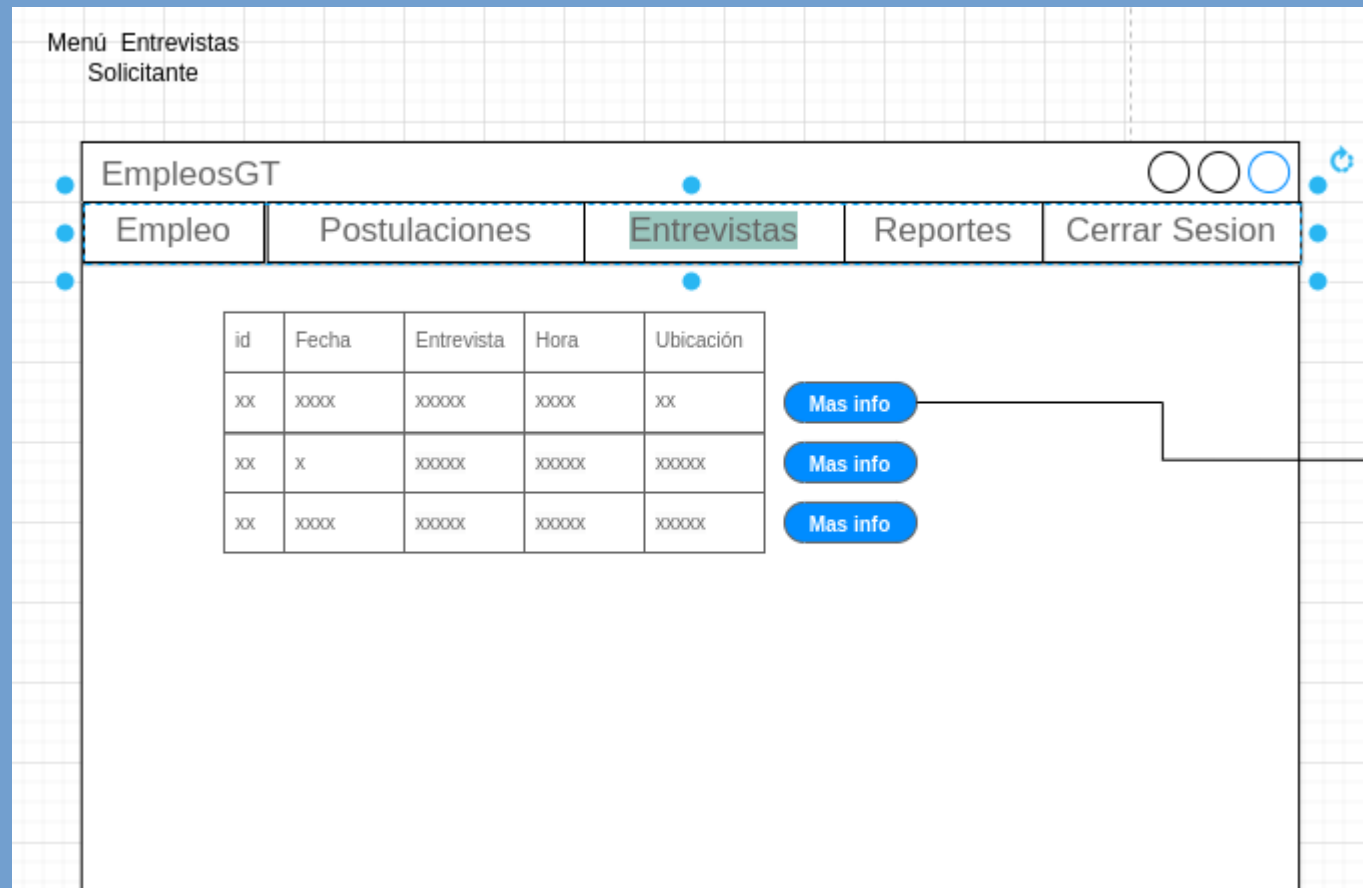 Menú Entrevistas
Solicitante
EmpleosGT
Empleo Postulaciones Entrevistas Reportes Cerrar Sesion
id Fecha Entrevista Hora Ubicación
xx xxxx xxxxx xxxx xx Mas info
xx x xxxxx xxxxx xxxxx Mas info
xx xxxx xxxxx xxxxx xxxxx Mas info